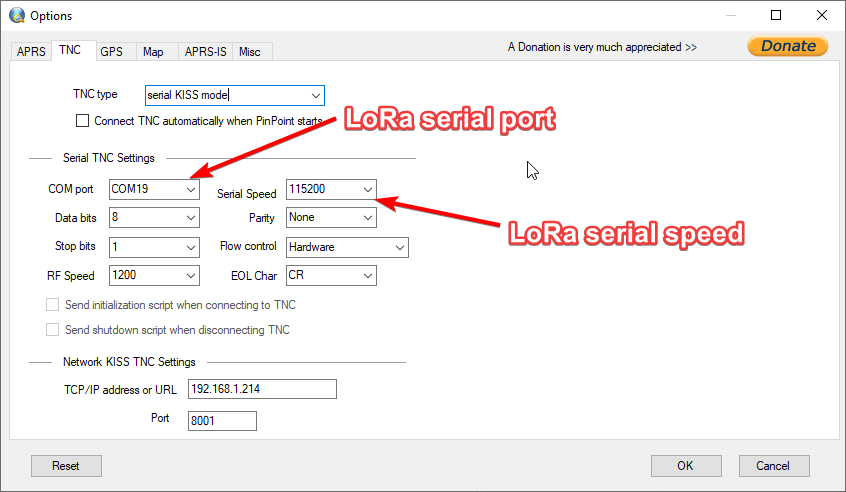 Options
APRS TNC GPS Map APRS-IS Misc A Donation is very much appreciated >> Donate
TNC type serial KISS mode
Connect TNC automatically when PinPoint starts
LoRa serial port
Serial TNC Settings
COM port COM19 Serial Speed 115200
Data bits 8 Parity None
LoRa serial speed
Stop bits 1 Flow control Hardware
RF Speed 1200 EOL Char CR
Send initialization script when connecting to TNC
Send shutdown script when disconnecting TNC
Network KISS TNC Settings
TCP/IP address or URL 192.168.1.214
Port 8001
Reset OK Cancel